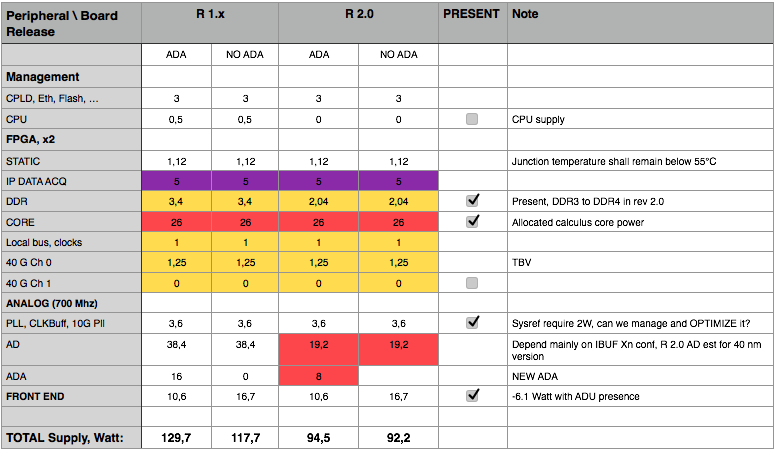 Peripheral \ Board Release R 1.x R 2.0 PRESENT Note
ADA NO ADA ADA NO ADA
Management
CPLD, Eth, Flash, … 3 3 3 3
CPU 0,5 0,5 0 0 CPU supply
FPGA, x2
STATIC 1,12 1,12 1,12 1,12 Junction temperature shall remain below 55°C
IP DATA ACQ 5 5 5 5
DDR 3,4 3,4 2,04 2,04 Present, DDR3 to DDR4 in rev 2.0
CORE 26 26 26 26 Allocated calculus core power
Local bus, clocks 1 1 1 1
40 G Ch 0 1,25 1,25 1,25 1,25 TBV
40 G Ch 1 0 0 0 0
ANALOG (700 Mhz)
PLL, CLKBuff, 10G Pll 3,6 3,6 3,6 3,6 Sysref require 2W, can we manage and OPTIMIZE it?
AD 38,4 38,4 19,2 19,2 Depend mainly on IBUF Xn conf, R 2.0 AD est for 40 nm version
ADA 16 0 8 NEW ADA
FRONT END 10,6 16,7 10,6 16,7 -6.1 Watt with ADU presence
TOTAL Supply, Watt: 129,7 117,7 94,5 92,2